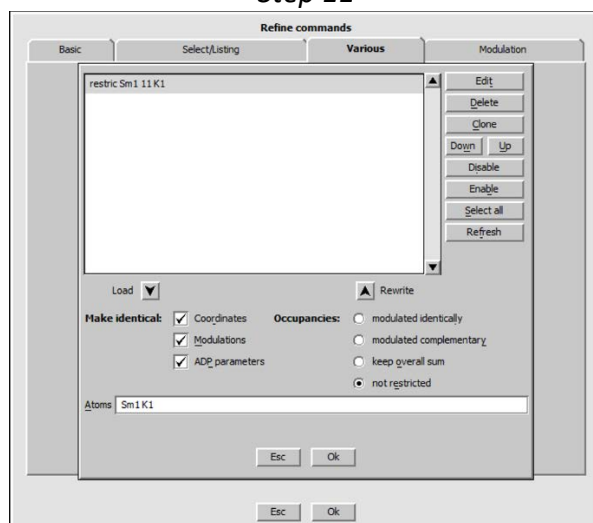 Step 11
Refine commands
Basic Select/Listing Various Modulation
restric Sm1 11 K1
Edit
Delete
Clone
Down Up
Disable
Enable
Select all
Refresh
Load Rewrite
Make identical: Coordinates Occupancies: modulated identically
Modulations modulated complementary
ADP parameters keep overall sum
not restricted
Atoms Sm1 K1
Esc Ok
Esc Ok